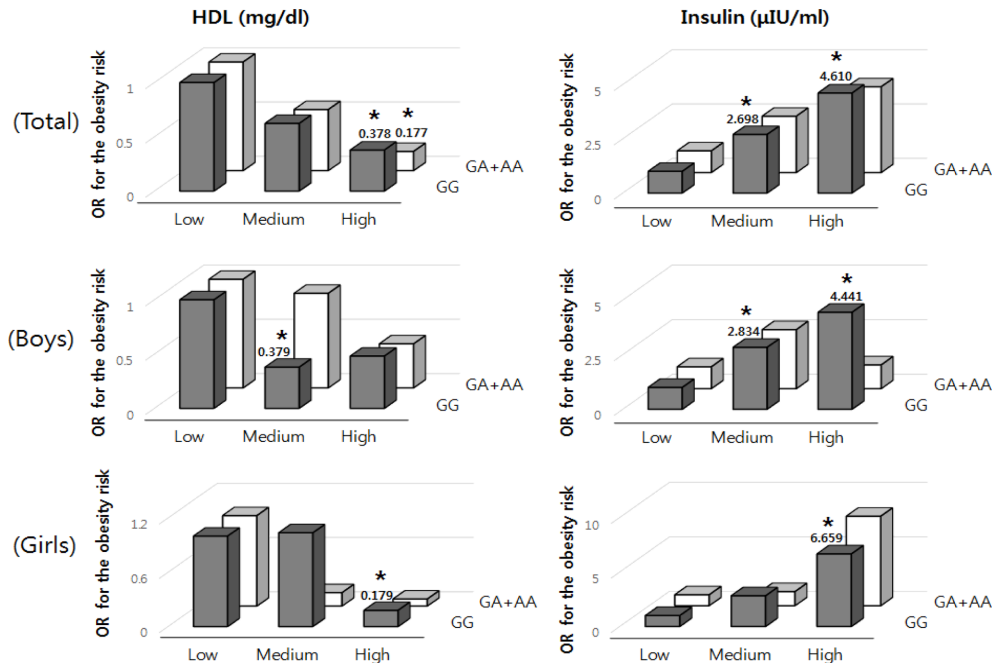 HDL (mg/dl)
Insulin (µIU/ml)
(Total)
OR for the obesity risk
1
0.5
0
*
0.378
*
0.177
GA+AA
GG
Low Medium High
OR for the obesity risk
5
2.5
0
*
2.698
*
4.610
GA+AA
GG
Low Medium High
(Boys)
OR for the obesity risk
1
0.5
0
*
0.379
GA+AA
GG
Low Medium High
OR for the obesity risk
5
2.5
0
*
2.834
*
4.441
GA+AA
GG
Low Medium High
(Girls)
OR for the obesity risk
1.2
0.6
0
*
0.179
GA+AA
GG
Low Medium High
OR for the obesity risk
10
5
0
*
6.659
GA+AA
GG
Low Medium High